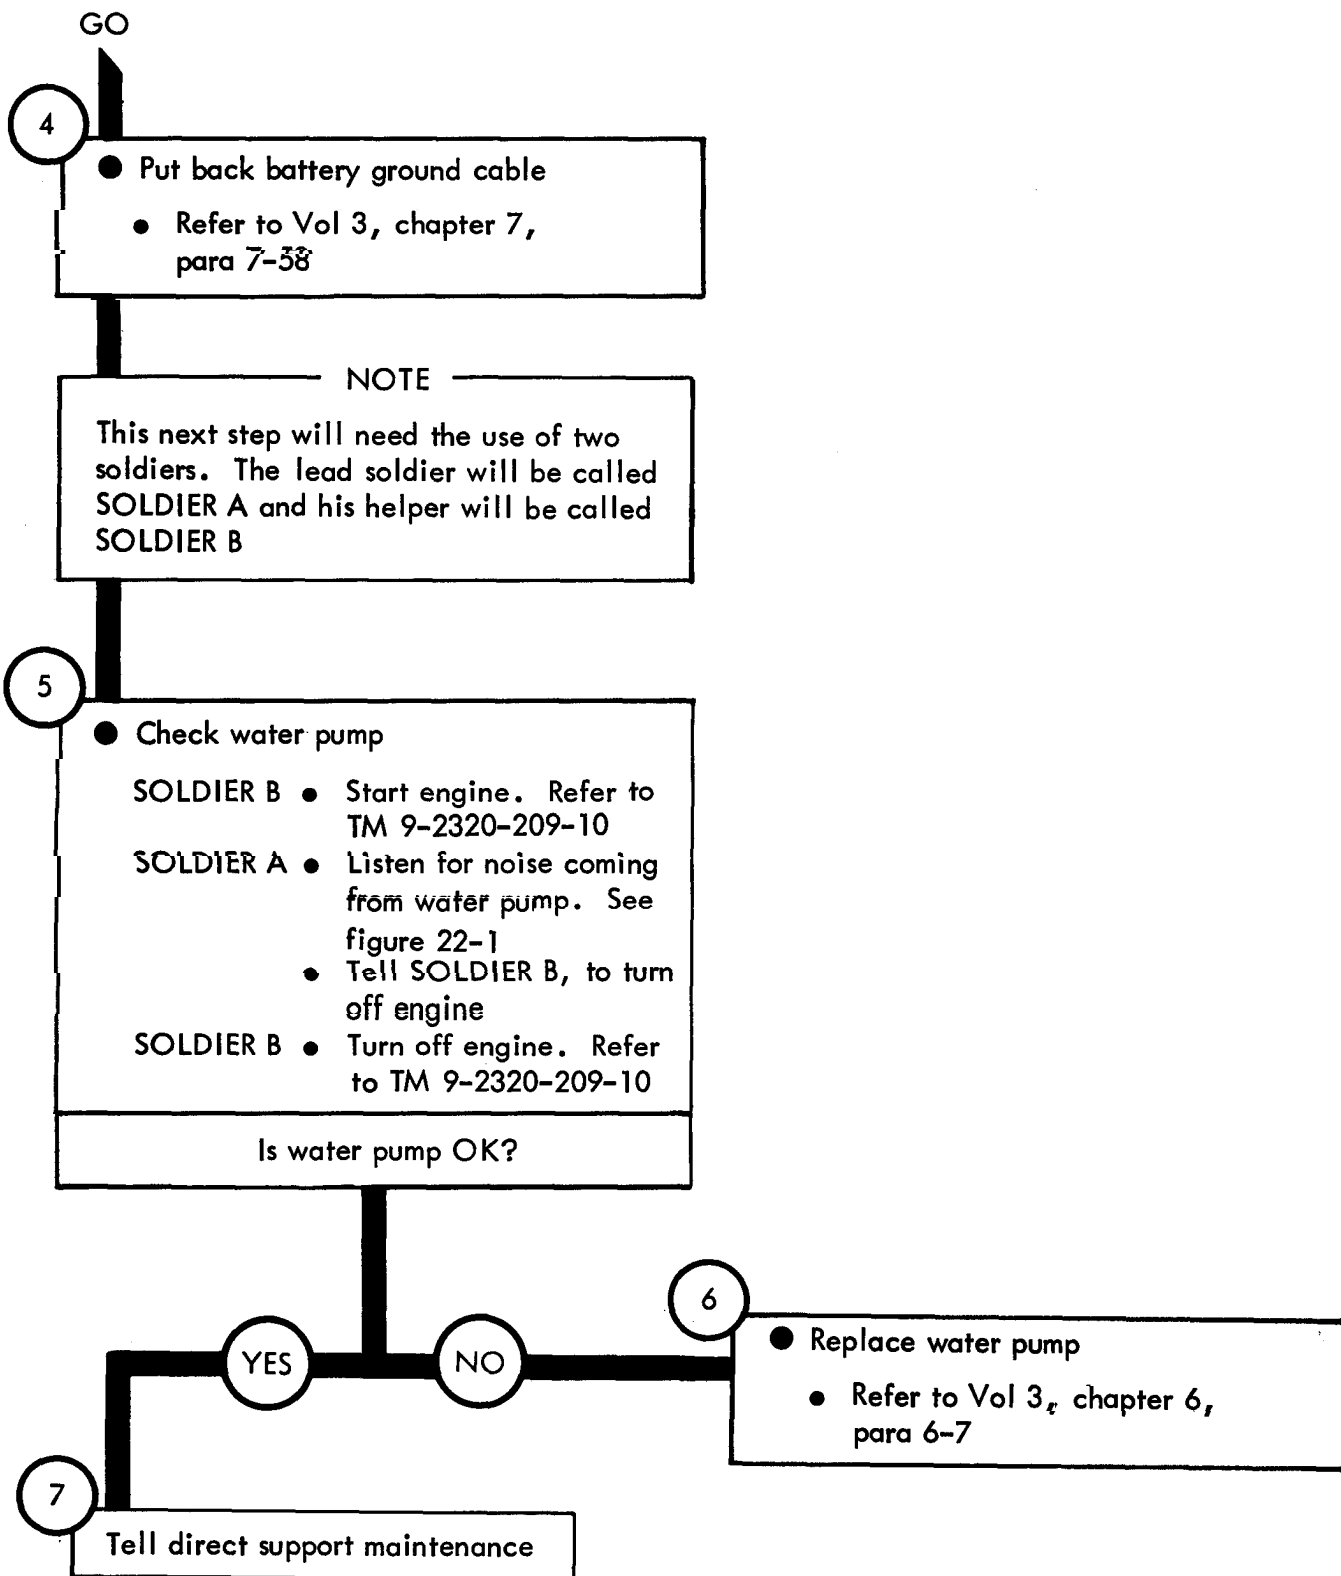 GO
4
● Put back battery ground cable
● Refer to Vol 3, chapter 7,
para 7-58
NOTE
This next step will need the use of two
soldiers. The lead soldier will be called
SOLDIER A and his helper will be called
SOLDIER B
5
● Check water pump
SOLDIER B ● Start engine. Refer to
TM 9-2320-209-10
SOLDIER A ● Listen for noise coming
from water pump. See
figure 22-1
● Tell SOLDIER B, to turn
off engine
SOLDIER B ● Turn off engine. Refer
to TM 9-2320-209-10
Is water pump OK?
YES
NO
6
● Replace water pump
● Refer to Vol 3, chapter 6,
para 6-7
7
Tell direct support maintenance